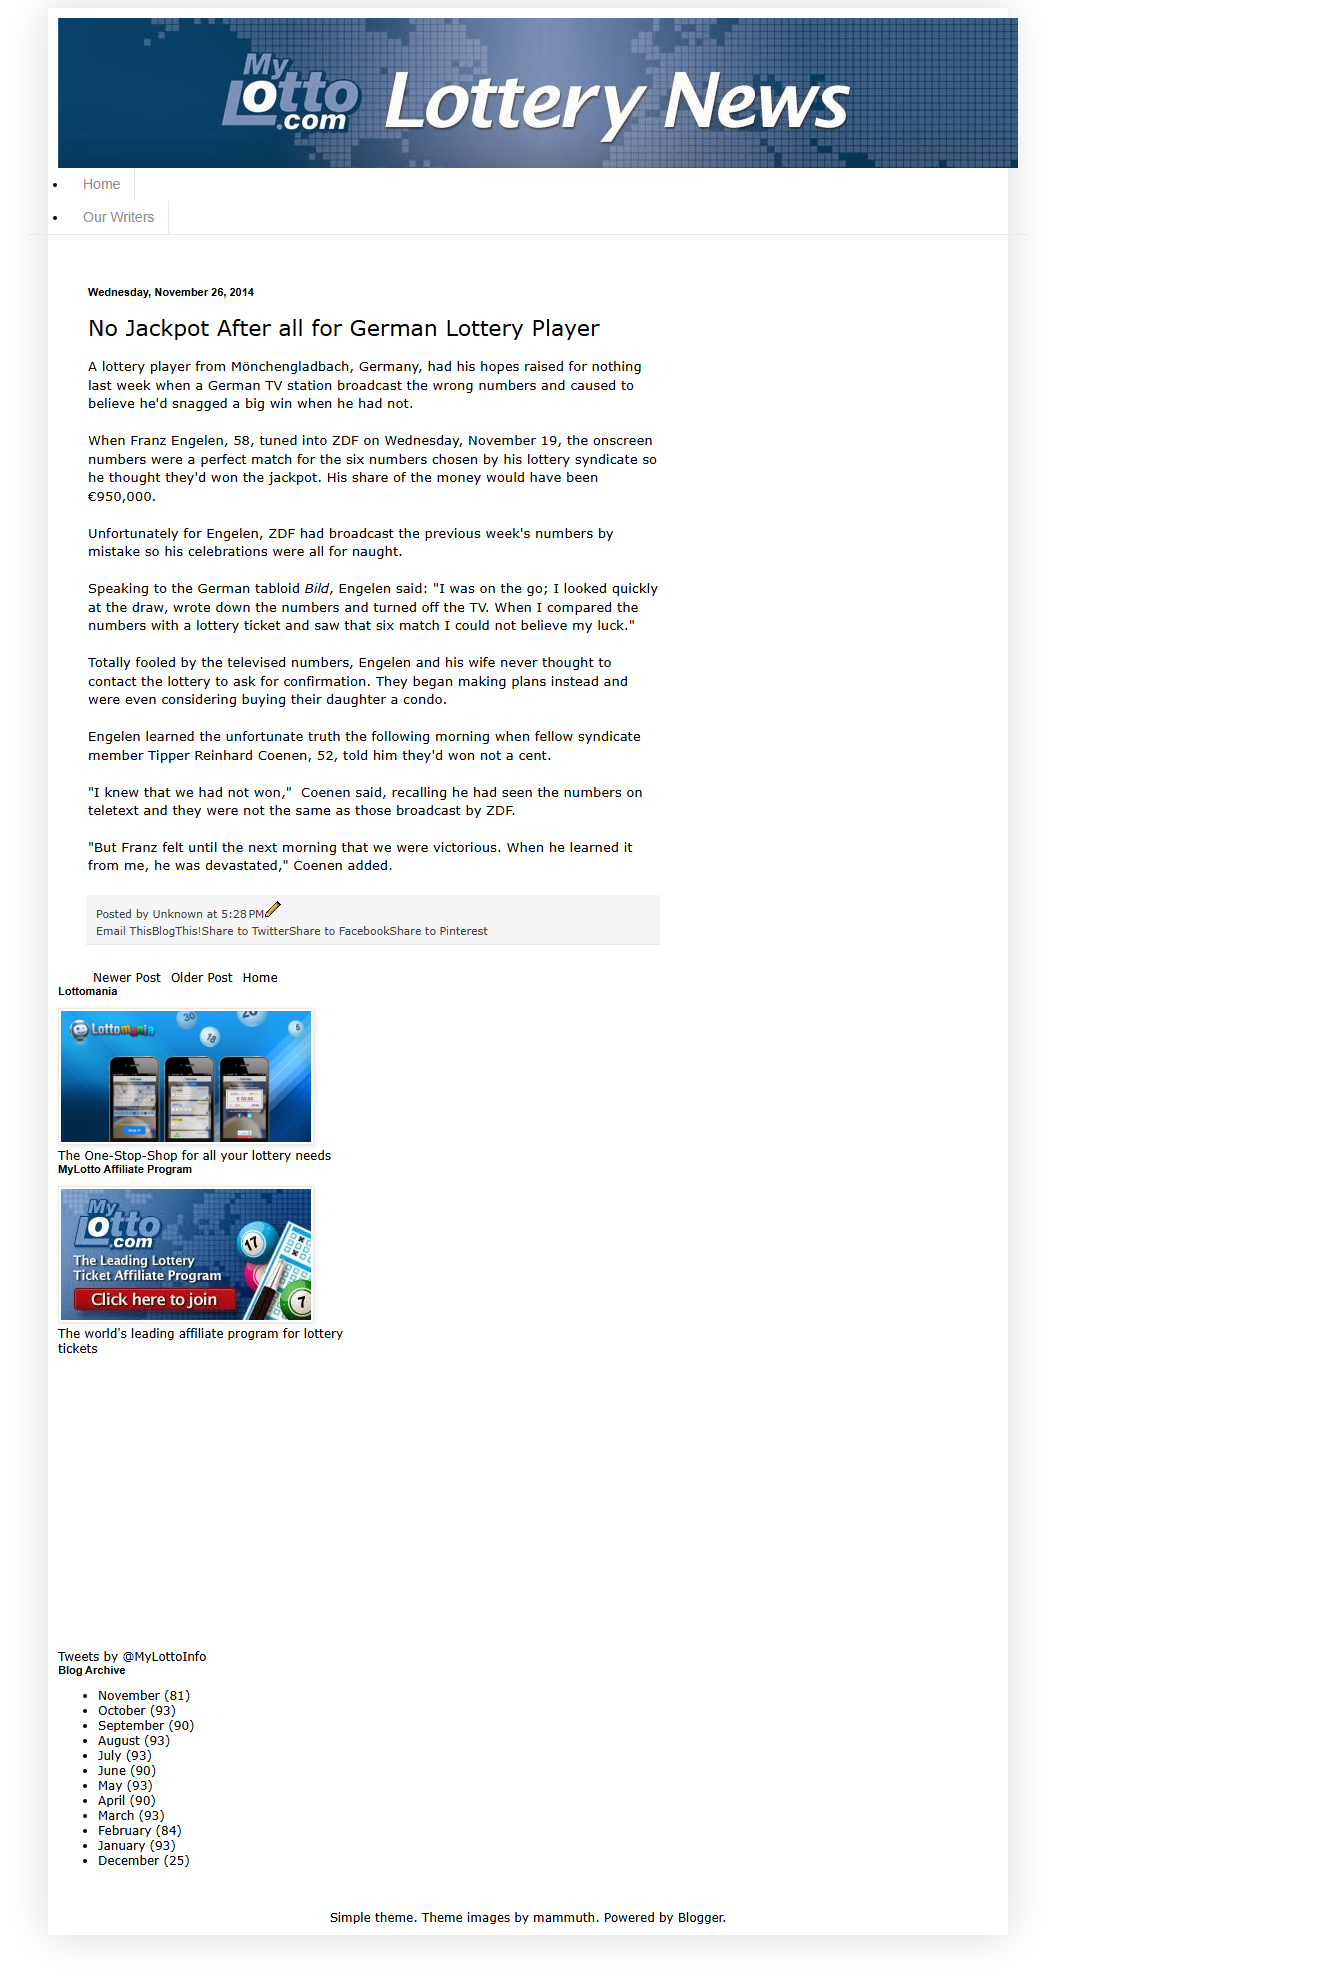 My
Lotto
.com
Lottery News
Home
Our Writers
Wednesday, November 26, 2014
No Jackpot After all for German Lottery Player
A lottery player from Mönchengladbach, Germany, had his hopes raised for nothing
last week when a German TV station broadcast the wrong numbers and caused to
believe he'd snagged a big win when he had not.
When Franz Engelen, 58, tuned into ZDF on Wednesday, November 19, the onscreen
numbers were a perfect match for the six numbers chosen by his lottery syndicate so
he thought they'd won the jackpot. His share of the money would have been
€950,000.
Unfortunately for Engelen, ZDF had broadcast the previous week's numbers by
mistake so his celebrations were all for naught.
Speaking to the German tabloid Bild, Engelen said: "I was on the go; I looked quickly
at the draw, wrote down the numbers and turned off the TV. When I compared the
numbers with a lottery ticket and saw that six match I could not believe my luck."
Totally fooled by the televised numbers, Engelen and his wife never thought to
contact the lottery to ask for confirmation. They began making plans instead and
were even considering buying their daughter a condo.
Engelen learned the unfortunate truth the following morning when fellow syndicate
member Tipper Reinhard Coenen, 52, told him they'd won not a cent.
"I knew that we had not won,"  Coenen said, recalling he had seen the numbers on
teletext and they were not the same as those broadcast by ZDF.
"But Franz felt until the next morning that we were victorious. When he learned it
from me, he was devastated," Coenen added.
Posted by Unknown at 5:28 PM
Email ThisBlogThis!Share to TwitterShare to FacebookShare to Pinterest
Newer Post Older Post Home
Lottomania
30
18
5
Lottomania
The One-Stop-Shop for all your lottery needs
MyLotto Affiliate Program
My
Lotto
.com
17
The Leading Lottery
Ticket Affiliate Program
Click here to join
7
The world's leading affiliate program for lottery
tickets
Tweets by @MyLottoInfo
Blog Archive
November (81)
October (93)
September (90)
August (93)
July (93)
June (90)
May (93)
April (90)
March (93)
February (84)
January (93)
December (25)
Simple theme. Theme images by mammuth. Powered by Blogger.